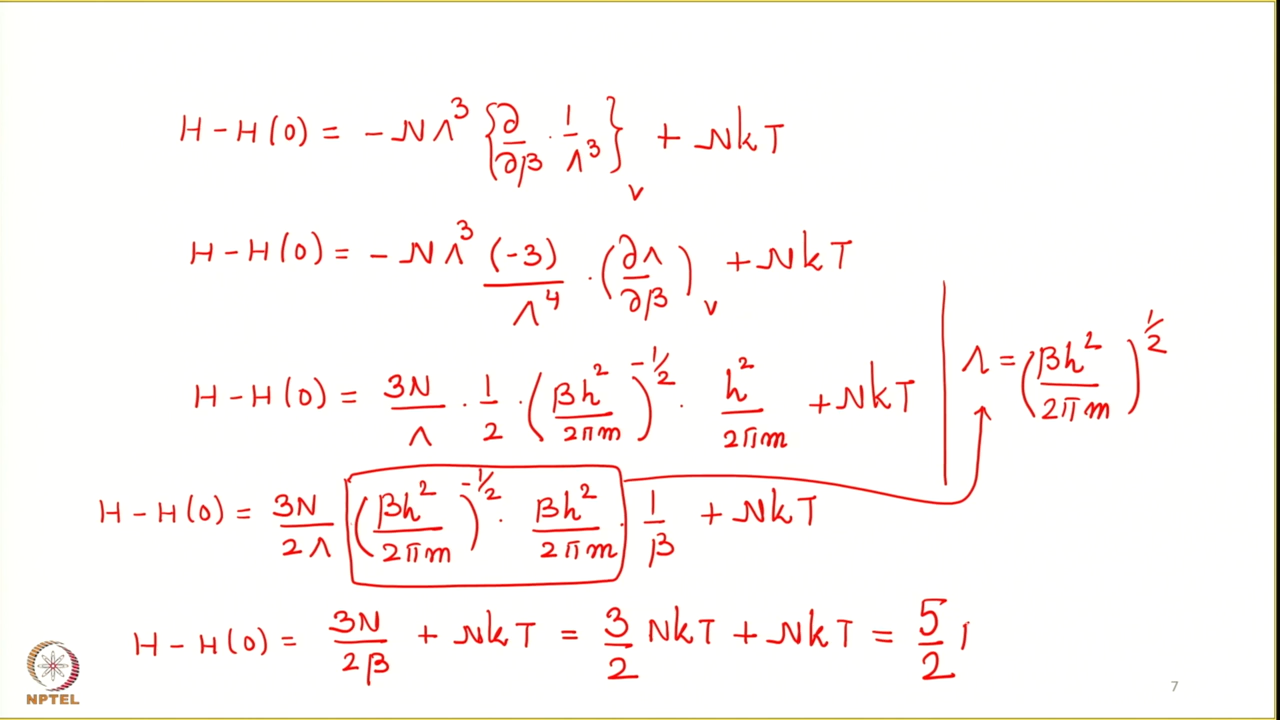 H - H(0) = - NΛ³ {∂/∂β · 1/Λ³}_V + NkT
H - H(0) = - NΛ³ (-3)/Λ⁴ · (∂Λ/∂β)_V + NkT
H - H(0) = 3N/Λ · 1/2 · (βh²/2πm)^(-1/2) · h²/2πm + NkT
Λ = (βh²/2πm)^(1/2)
H - H(0) = 3N/2Λ · (βh²/2πm)^(-1/2) · βh²/2πm · 1/β + NkT
H - H(0) = 3N/2β + NkT = 3/2 NkT + NkT = 5/2
NPTEL
7